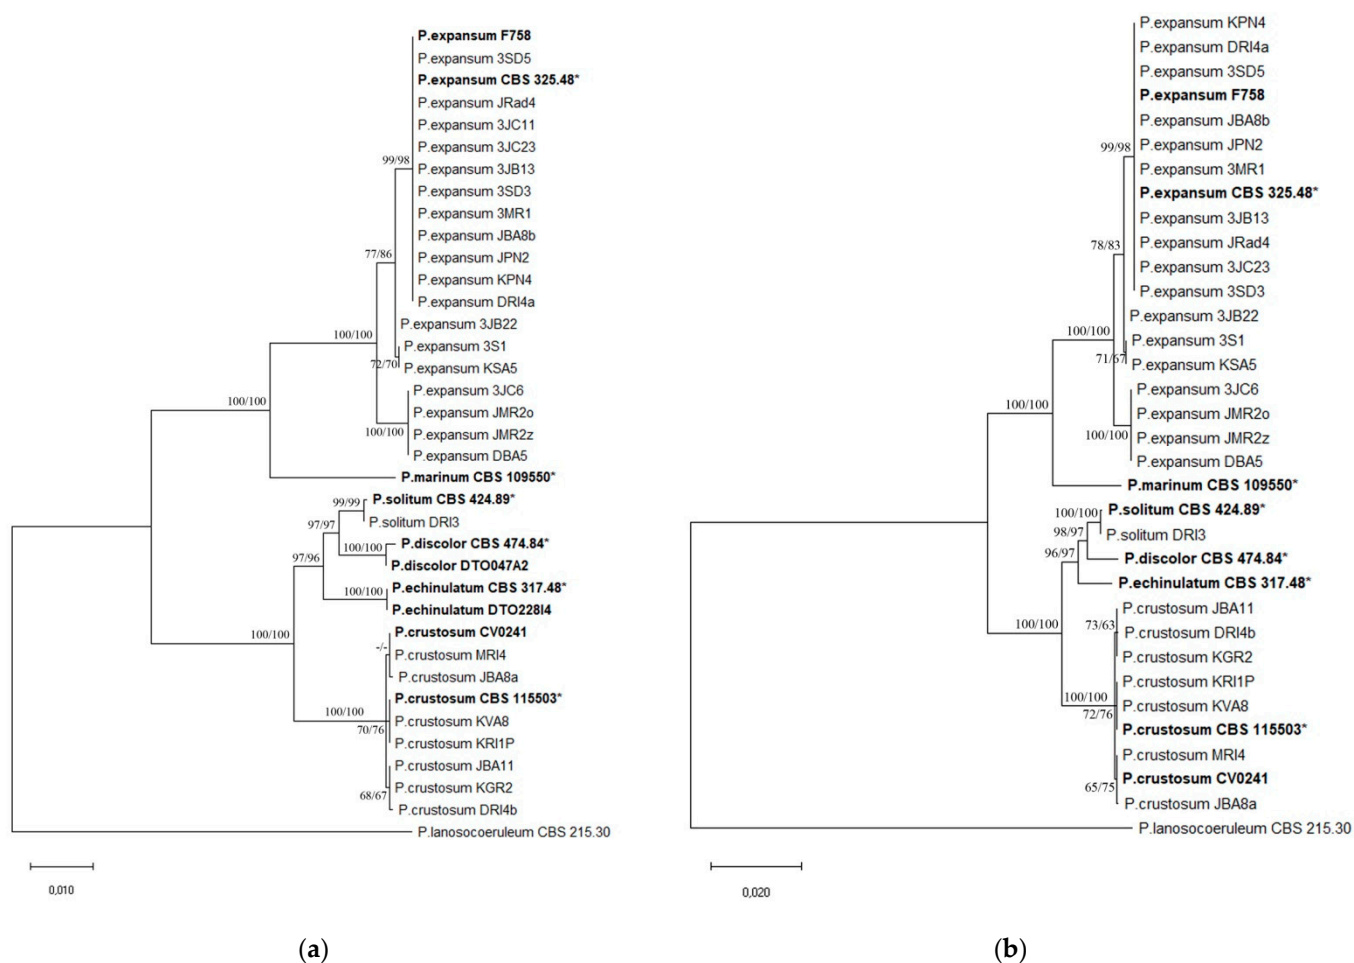 P.expansum F758
P.expansum 3SD5
P.expansum CBS 325.48*
P.expansum JRad4
P.expansum 3JC11
P.expansum 3JC23
99/98
P.expansum 3JB13
P.expansum 3SD3
P.expansum 3MR1
P.expansum JBA8b
77/86
P.expansum JPN2
P.expansum KPN4
P.expansum DRI4a
P.expansum 3JB22
100/100
P.expansum 3S1
72/70
P.expansum KSA5
P.expansum 3JC6
100/100
P.expansum JMR2o
100/100
P.expansum JMR2z
P.expansum DBA5
P.marinum CBS 109550*
99/99
P.solitum CBS 424.89*
97/97
P.solitum DRI3
100/100
P.discolor CBS 474.84*
97/96
P.discolor DTO047A2
100/100
P.echinulatum CBS 317.48*
P.echinulatum DTO228I4
100/100
P.crustosum CV0241
-/-
P.crustosum MRI4
P.crustosum JBA8a
P.crustosum CBS 115503*
100/100
P.crustosum KVA8
70/76
P.crustosum KRI1P
P.crustosum JBA11
P.crustosum KGR2
68/67
P.crustosum DRI4b
P.lanosocoeruleum CBS 215.30
0,010
(a)
P.expansum KPN4
P.expansum DRI4a
P.expansum 3SD5
P.expansum F758
P.expansum JBA8b
99/98
P.expansum JPN2
P.expansum 3MR1
P.expansum CBS 325.48*
P.expansum 3JB13
78/83
P.expansum JRad4
P.expansum 3JC23
P.expansum 3SD3
P.expansum 3JB22
100/100
P.expansum 3S1
71/67
P.expansum KSA5
P.expansum 3JC6
100/100
P.expansum JMR2o
100/100
P.expansum JMR2z
P.expansum DBA5
P.marinum CBS 109550*
100/100
P.solitum CBS 424.89*
98/97
P.solitum DRI3
96/97
P.discolor CBS 474.84*
P.echinulatum CBS 317.48*
P.crustosum JBA11
73/63
100/100
P.crustosum DRI4b
P.crustosum KGR2
P.crustosum KRI1P
100/100
P.crustosum KVA8
72/76
P.crustosum CBS 115503*
P.crustosum MRI4
P.crustosum CV0241
65/75
P.crustosum JBA8a
P.lanosocoeruleum CBS 215.30
0,020
(b)